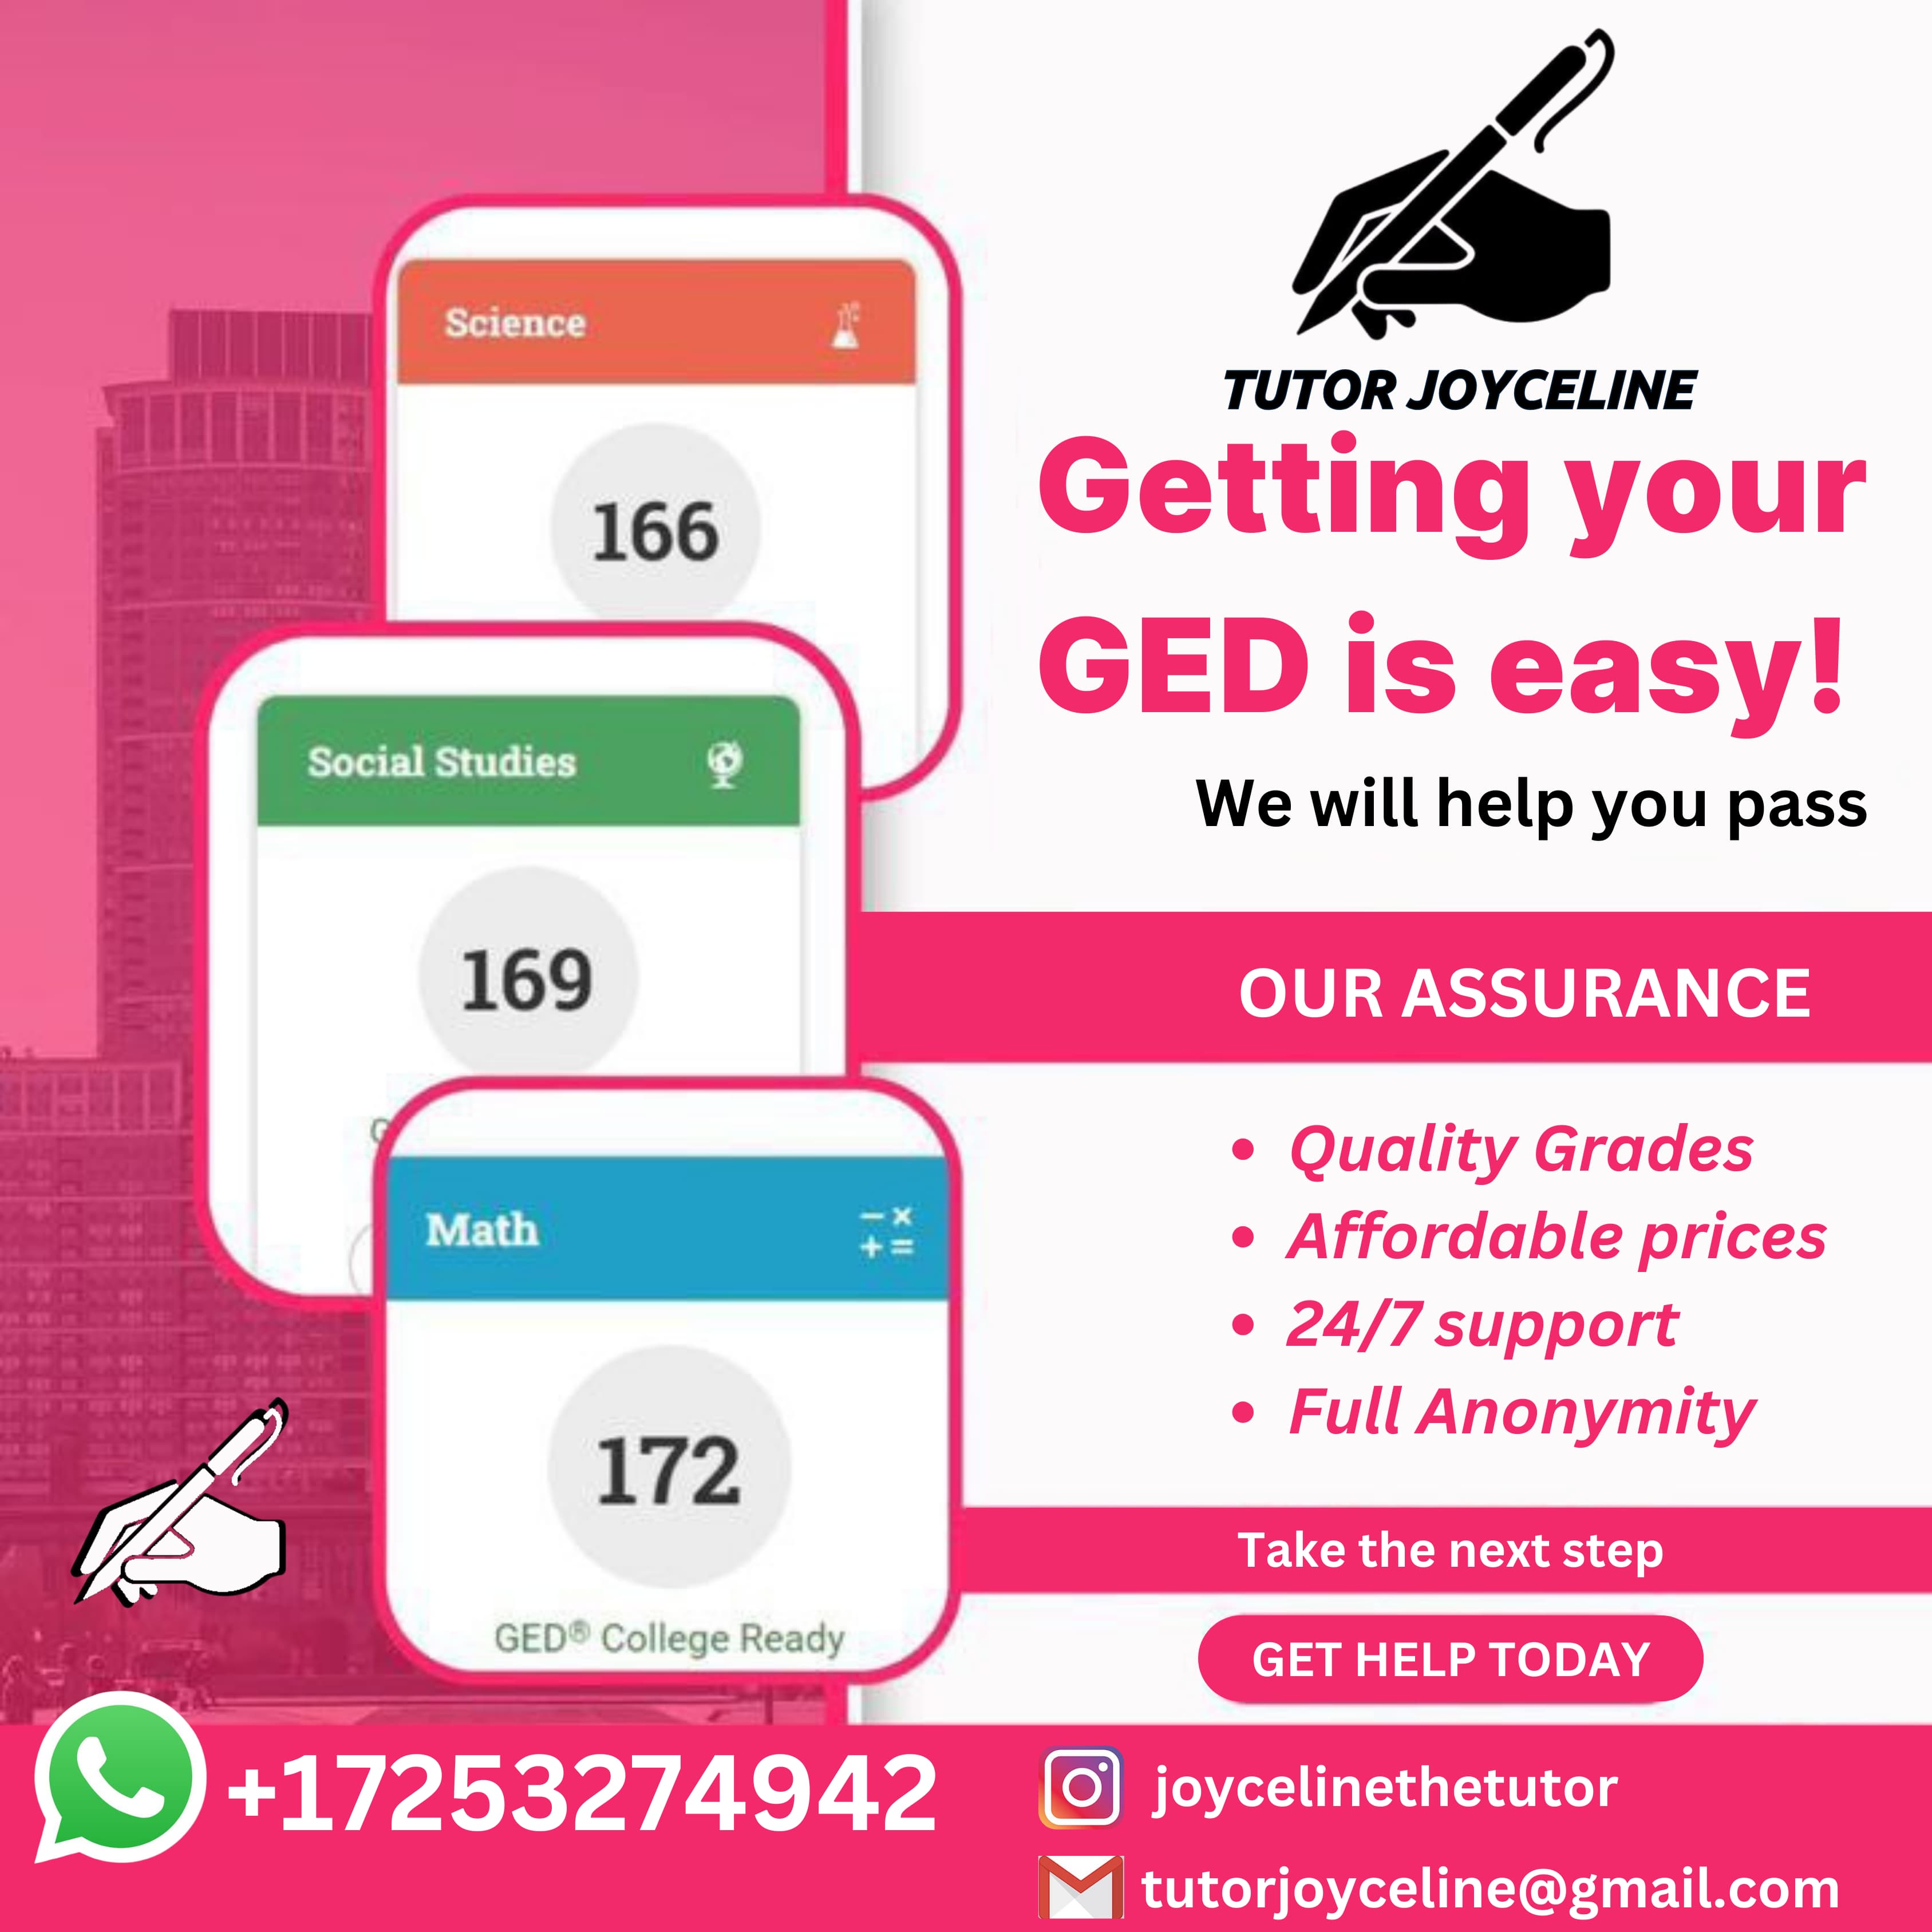 TUTOR JOYCELINE
Getting your
GED is easy!
We will help you pass
Science
166
Social Studies
169
G
Math
172
GED® College Ready
OUR ASSURANCE
• Quality Grades
• Affordable prices
• 24/7 support
• Full Anonymity
Take the next step
GET HELP TODAY
+17253274942
joycelinethetutor
tutorjoyceline@gmail.com